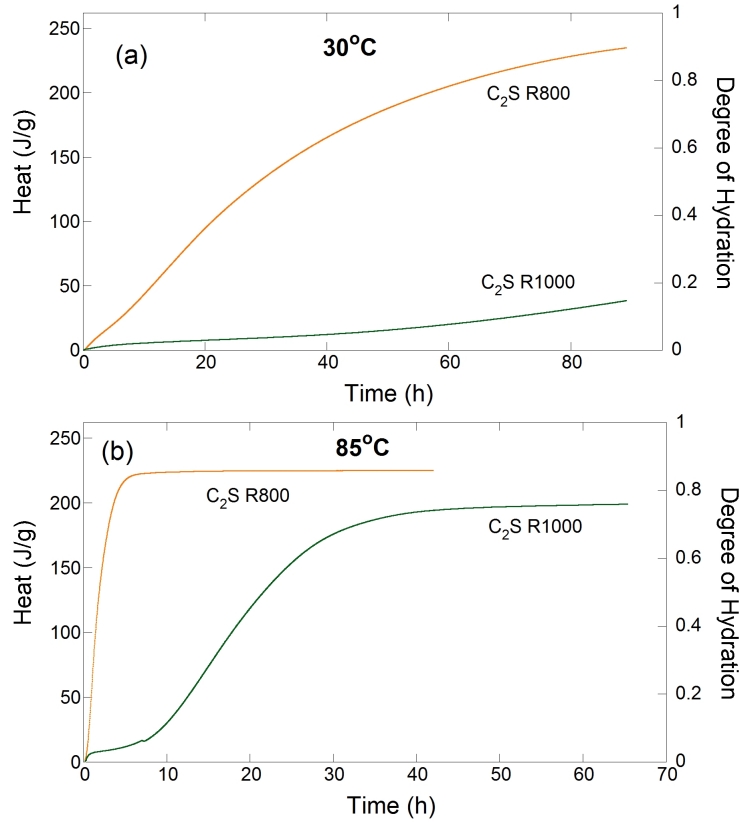 (a)
30°C
Heat (J/g)
250
200
150
100
50
0
1
0.8
0.6
0.4
0.2
0
Degree of Hydration
C₂S R800
C₂S R1000
0 20 40 60 80
Time (h)
(b)
85°C
Heat (J/g)
250
200
150
100
50
0
1
0.8
0.6
0.4
0.2
0
Degree of Hydration
C₂S R800
C₂S R1000
0 10 20 30 40 50 60 70
Time (h)